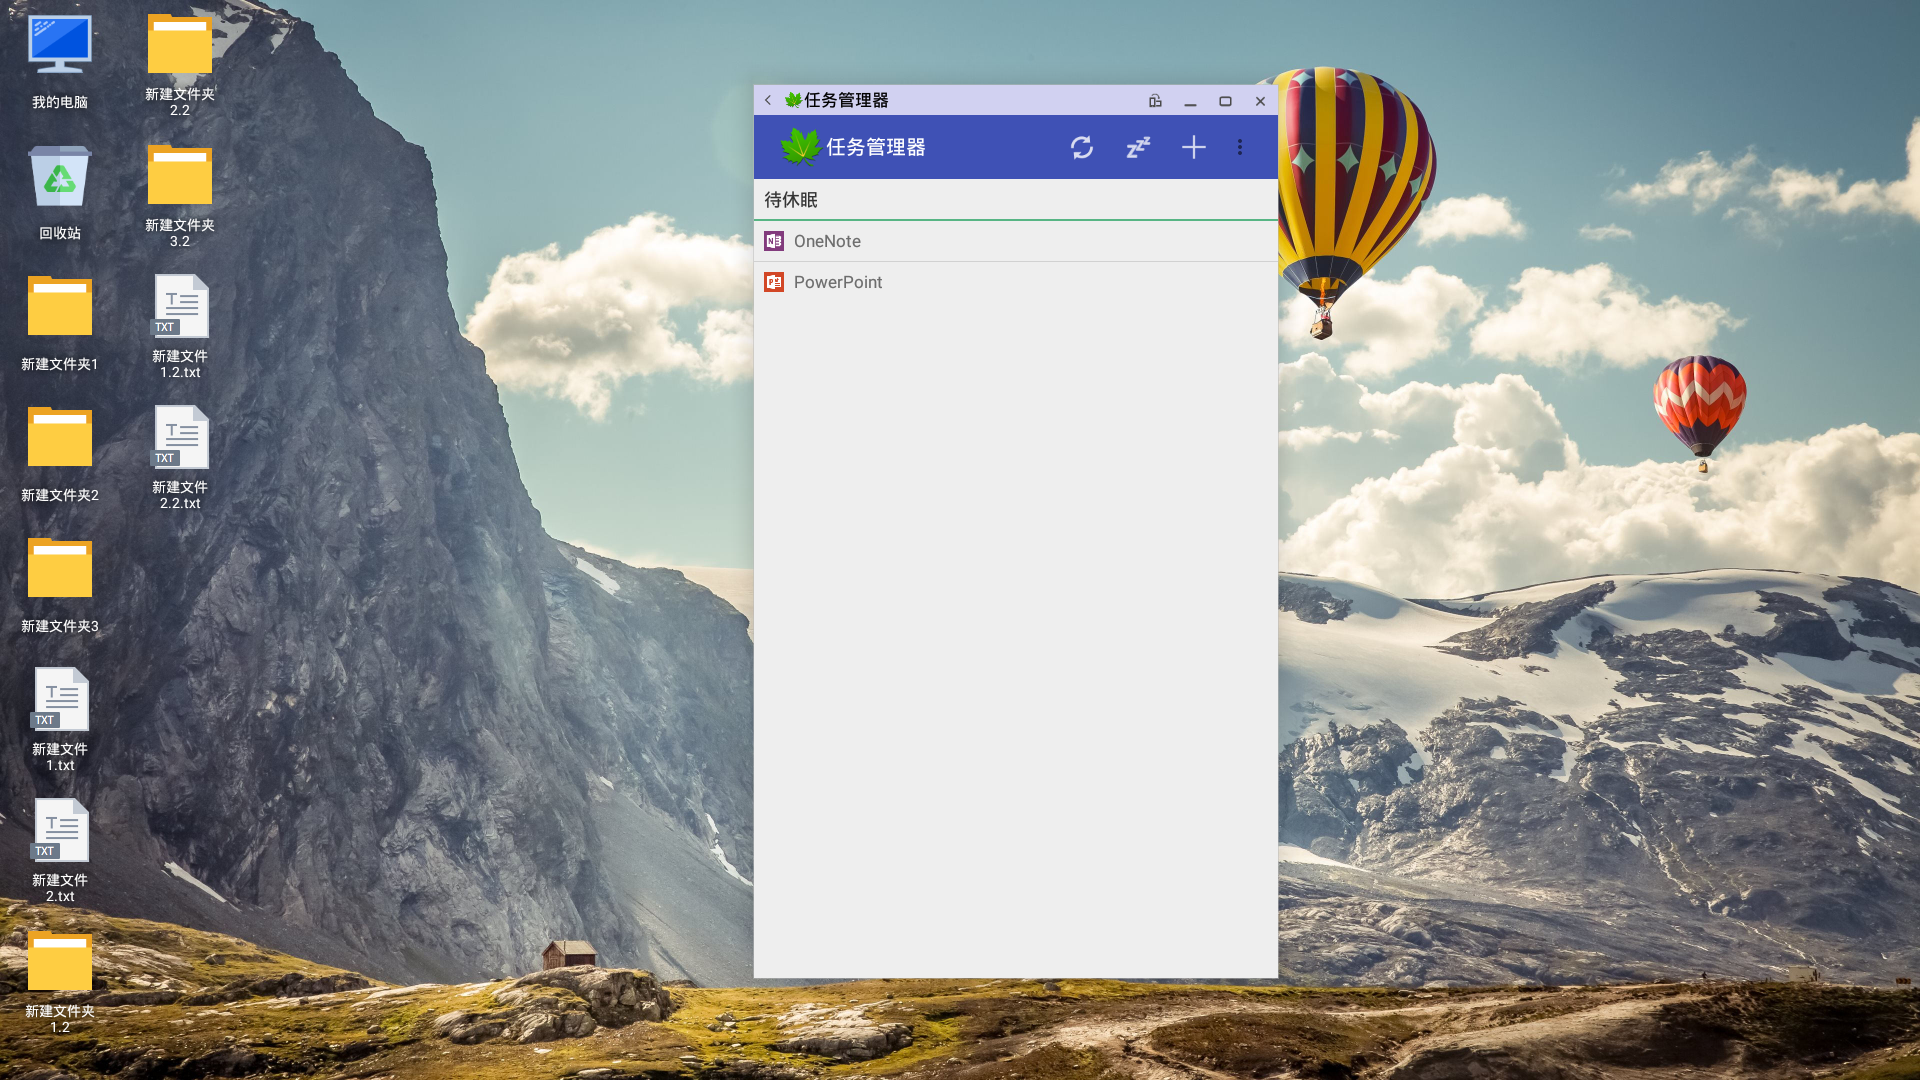 我的电脑
回收站
新建文件夹1
新建文件夹2
新建文件夹3
TXT
新建文件
1.txt
TXT
新建文件
2.txt
新建文件夹
1.2
新建文件夹
2.2
新建文件夹
3.2
TXT
新建文件
1.2.txt
TXT
新建文件
2.2.txt
任务管理器
任务管理器
待休眠
OneNote
PowerPoint